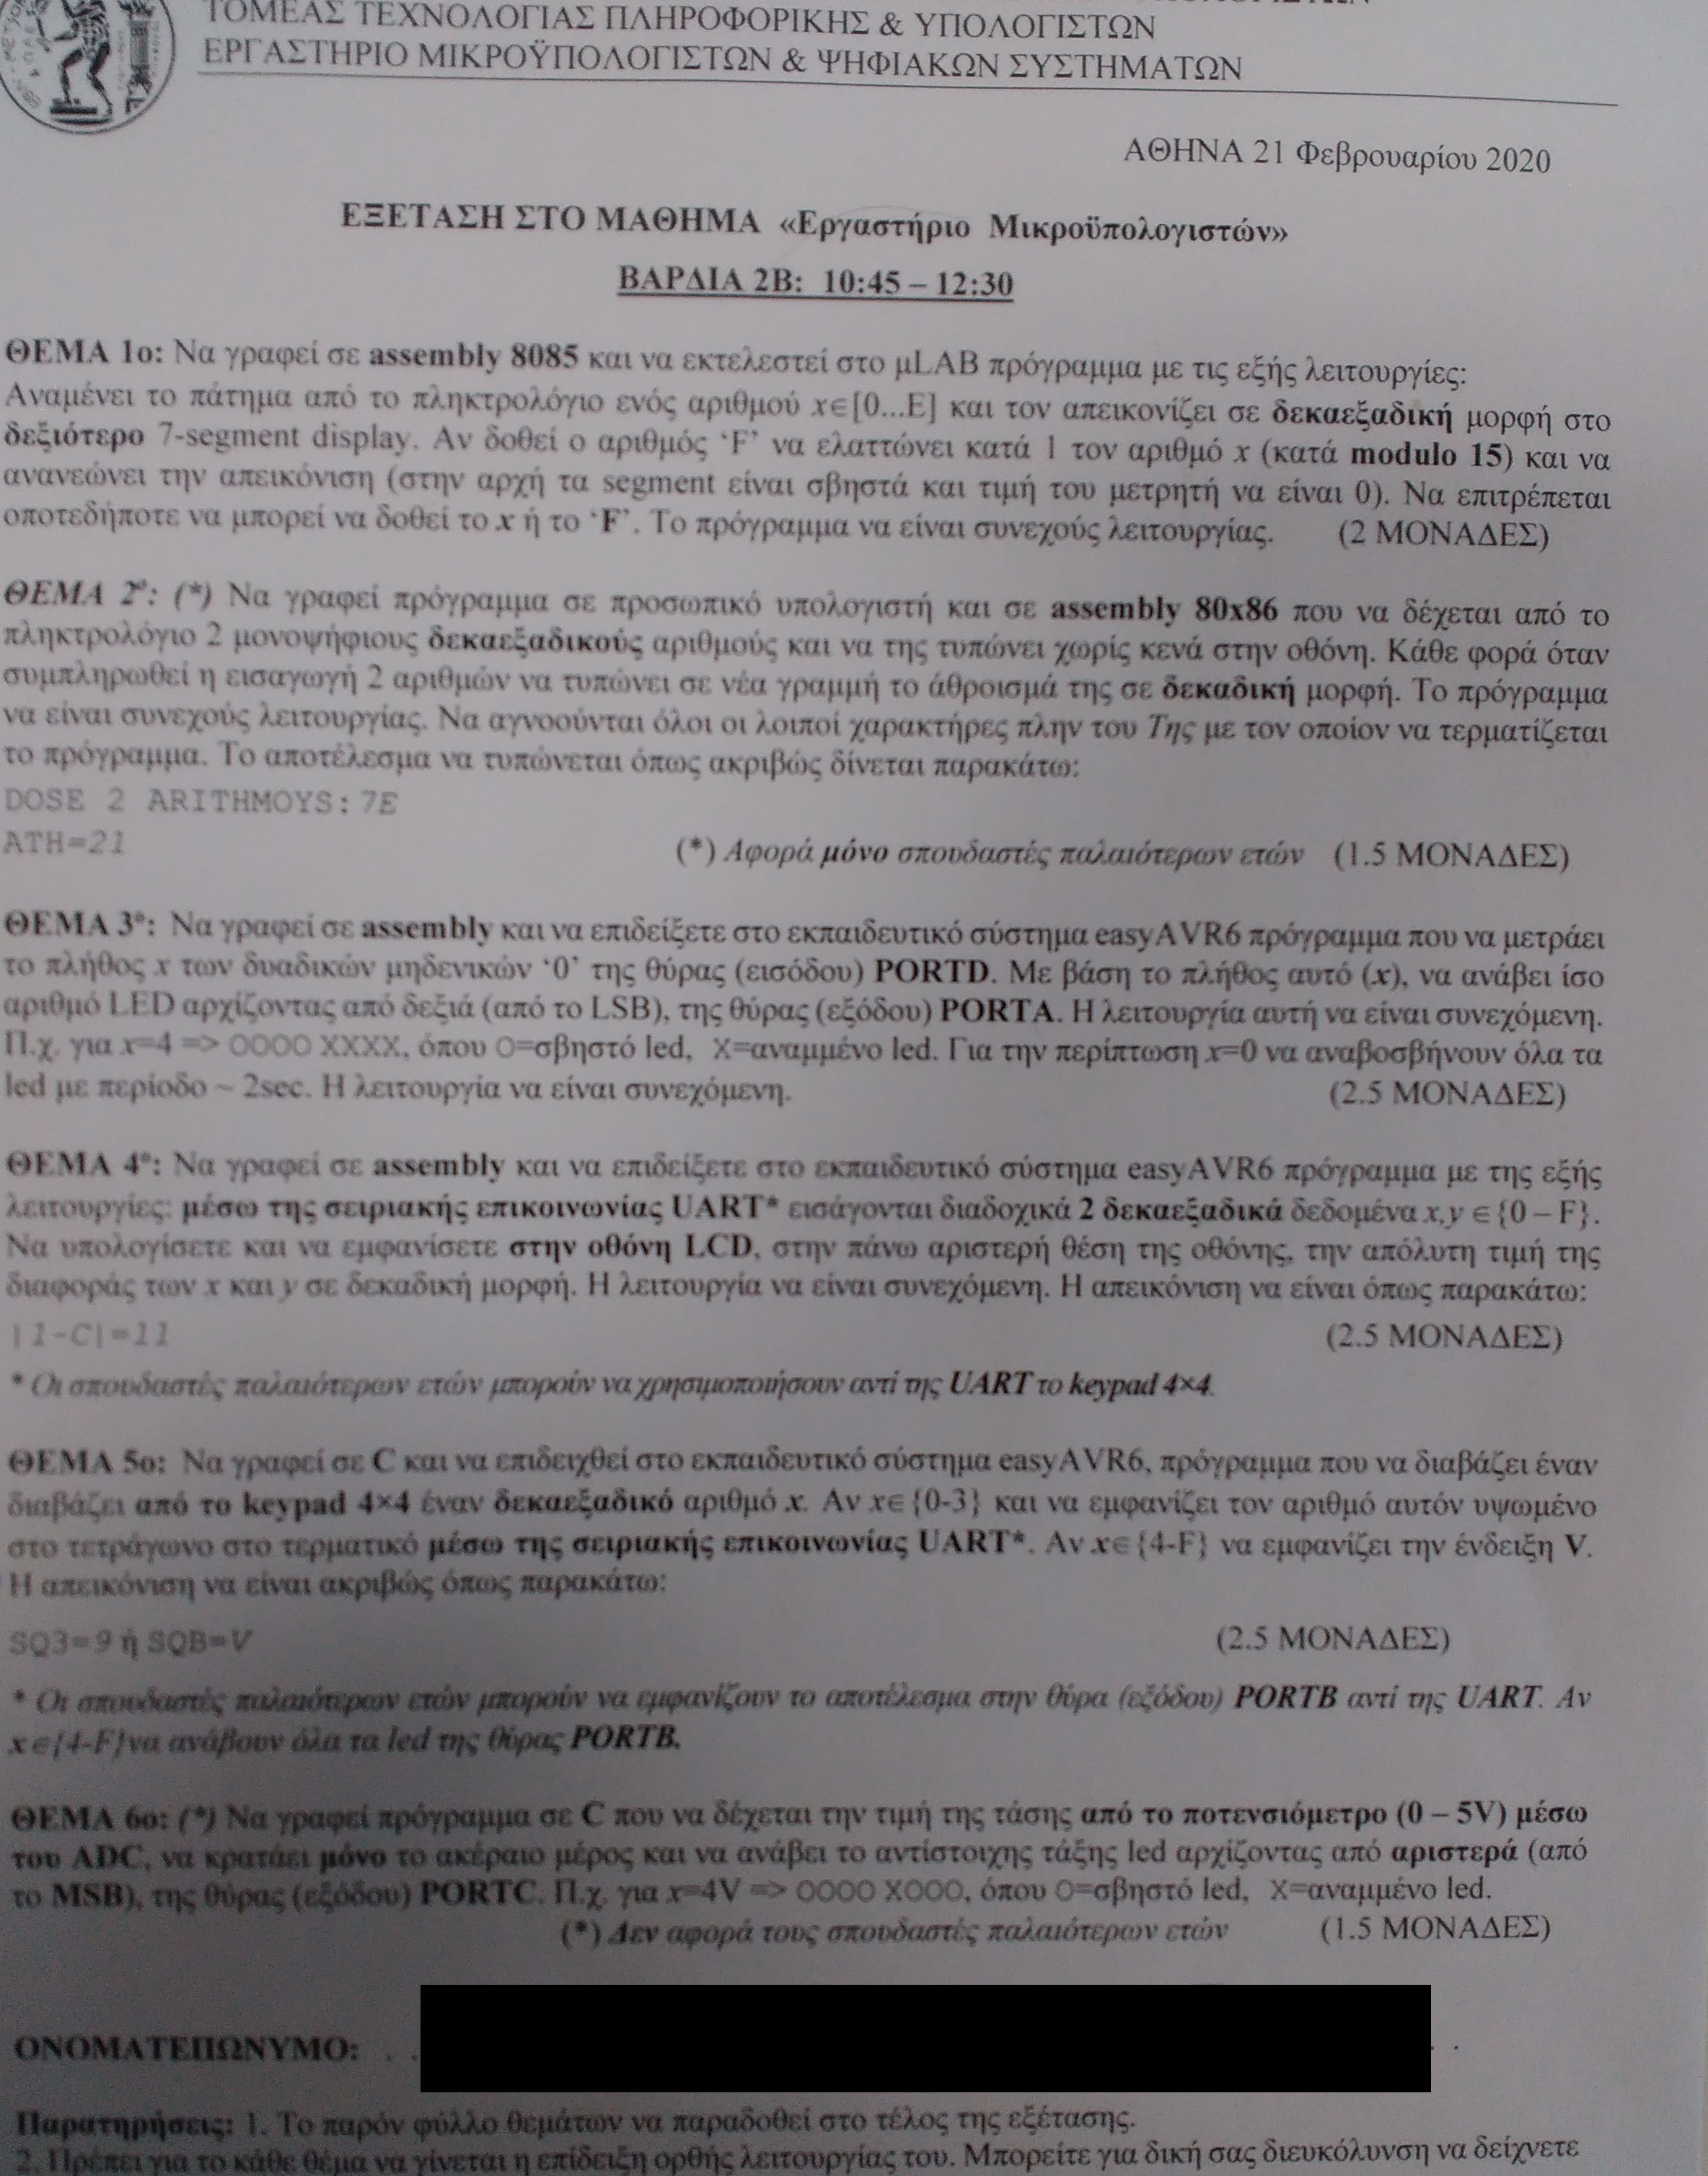 ΤΟΜΕΑΣ ΤΕΧΝΟΛΟΓΙΑΣ ΠΛΗΡΟΦΟΡΙΚΗΣ & ΥΠΟΛΟΓΙΣΤΩΝ
ΕΡΓΑΣΤΗΡΙΟ ΜΙΚΡΟΫΠΟΛΟΓΙΣΤΩΝ & ΨΗΦΙΑΚΩΝ ΣΥΣΤΗΜΑΤΩΝ
ΑΘΗΝΑ 21 Φεβρουαρίου 2020
ΕΞΕΤΑΣΗ ΣΤΟ ΜΑΘΗΜΑ «Εργαστήριο Μικροϋπολογιστών»
ΒΑΡΔΙΑ 2Β: 10:45 – 12:30
ΘΕΜΑ 1ο: Να γραφεί σε assembly 8085 και να εκτελεστεί στο μLAB πρόγραμμα με τις εξής λειτουργίες:
Αναμένει το πάτημα από το πληκτρολόγιο ενός αριθμού x∈[0...E] και τον απεικονίζει σε δεκαεξαδική μορφή στο
δεξιότερο 7-segment display. Αν δοθεί ο αριθμός ‘F’ να ελαττώνει κατά 1 τον αριθμό x (κατά modulo 15) και να
ανανεώνει την απεικόνιση (στην αρχή τα segment είναι σβηστά και τιμή του μετρητή να είναι 0). Να επιτρέπεται
οποτεδήποτε να μπορεί να δοθεί το x ή το ‘F’. Το πρόγραμμα να είναι συνεχούς λειτουργίας. (2 ΜΟΝΑΔΕΣ)
ΘΕΜΑ 2º: (*) Να γραφεί πρόγραμμα σε προσωπικό υπολογιστή και σε assembly 80x86 που να δέχεται από το
πληκτρολόγιο 2 μονοψήφιους δεκαεξαδικούς αριθμούς και να της τυπώνει χωρίς κενά στην οθόνη. Κάθε φορά όταν
συμπληρωθεί η εισαγωγή 2 αριθμών να τυπώνει σε νέα γραμμή το άθροισμά της σε δεκαδική μορφή. Το πρόγραμμα
να είναι συνεχούς λειτουργίας. Να αγνοούνται όλοι οι λοιποί χαρακτήρες πλην του Της με τον οποίον να τερματίζεται
το πρόγραμμα. Το αποτέλεσμα να τυπώνεται όπως ακριβώς δίνεται παρακάτω:
DOSE 2 ARITHMOYS: 7E
ATH=21 (*) Αφορά μόνο σπουδαστές παλαιότερων ετών (1.5 ΜΟΝΑΔΕΣ)
ΘΕΜΑ 3º: Να γραφεί σε assembly και να επιδείξετε στο εκπαιδευτικό σύστημα easyAVR6 πρόγραμμα που να μετράει
το πλήθος x των δυαδικών μηδενικών ‘0’ της θύρας (εισόδου) PORTD. Με βάση το πλήθος αυτό (x), να ανάβει ίσο
αριθμό LED αρχίζοντας από δεξιά (από το LSB), της θύρας (εξόδου) PORTA. Η λειτουργία αυτή να είναι συνεχόμενη.
Π.χ. για x=4 => OOOO XXXX, όπου O=σβηστό led, X=αναμμένο led. Για την περίπτωση x=0 να αναβοσβήνουν όλα τα
led με περίοδο ~ 2sec. Η λειτουργία να είναι συνεχόμενη. (2.5 ΜΟΝΑΔΕΣ)
ΘΕΜΑ 4º: Να γραφεί σε assembly και να επιδείξετε στο εκπαιδευτικό σύστημα easyAVR6 πρόγραμμα με της εξής
λειτουργίες: μέσω της σειριακής επικοινωνίας UART* εισάγονται διαδοχικά 2 δεκαεξαδικά δεδομένα x,y ∈{0 – F}.
Να υπολογίσετε και να εμφανίσετε στην οθόνη LCD, στην πάνω αριστερή θέση της οθόνης, την απόλυτη τιμή της
διαφοράς των x και y σε δεκαδική μορφή. Η λειτουργία να είναι συνεχόμενη. Η απεικόνιση να είναι όπως παρακάτω:
|1-C|=11 (2.5 ΜΟΝΑΔΕΣ)
* Οι σπουδαστές παλαιότερων ετών μπορούν να χρησιμοποιήσουν αντί της UART το keypad 4×4.
ΘΕΜΑ 5ο: Να γραφεί σε C και να επιδειχθεί στο εκπαιδευτικό σύστημα easyAVR6, πρόγραμμα που να διαβάζει έναν
διαβάζει από το keypad 4×4 έναν δεκαεξαδικό αριθμό x. Αν x∈{0-3} και να εμφανίζει τον αριθμό αυτόν υψωμένο
στο τετράγωνο στο τερματικό μέσω της σειριακής επικοινωνίας UART*. Αν x∈{4-F} να εμφανίζει την ένδειξη V.
Η απεικόνιση να είναι ακριβώς όπως παρακάτω:
SQ3=9 ή SQB=V (2.5 ΜΟΝΑΔΕΣ)
* Οι σπουδαστές παλαιότερων ετών μπορούν να εμφανίζουν το αποτέλεσμα στην θύρα (εξόδου) PORTB αντί της UART. Αν
x∈{4-F}να ανάβουν όλα τα led της θύρας PORTB.
ΘΕΜΑ 6ο: (*) Να γραφεί πρόγραμμα σε C που να δέχεται την τιμή της τάσης από το ποτενσιόμετρο (0 – 5V) μέσω
του ADC, να κρατάει μόνο το ακέραιο μέρος και να ανάβει το αντίστοιχης τάξης led αρχίζοντας από αριστερά (από
το MSB), της θύρας (εξόδου) PORTC. Π.χ. για x=4V => OOOO XOOO, όπου O=σβηστό led, X=αναμμένο led.
(*) Δεν αφορά τους σπουδαστές παλαιότερων ετών (1.5 ΜΟΝΑΔΕΣ)
ΟΝΟΜΑΤΕΠΩΝΥΜΟ:
Παρατηρήσεις: 1. Το παρόν φύλλο θεμάτων να παραδοθεί στο τέλος της εξέτασης.
2. Πρέπει για το κάθε θέμα να γίνεται η επίδειξη ορθής λειτουργίας του. Μπορείτε για δική σας διευκόλυνση να δείχνετε